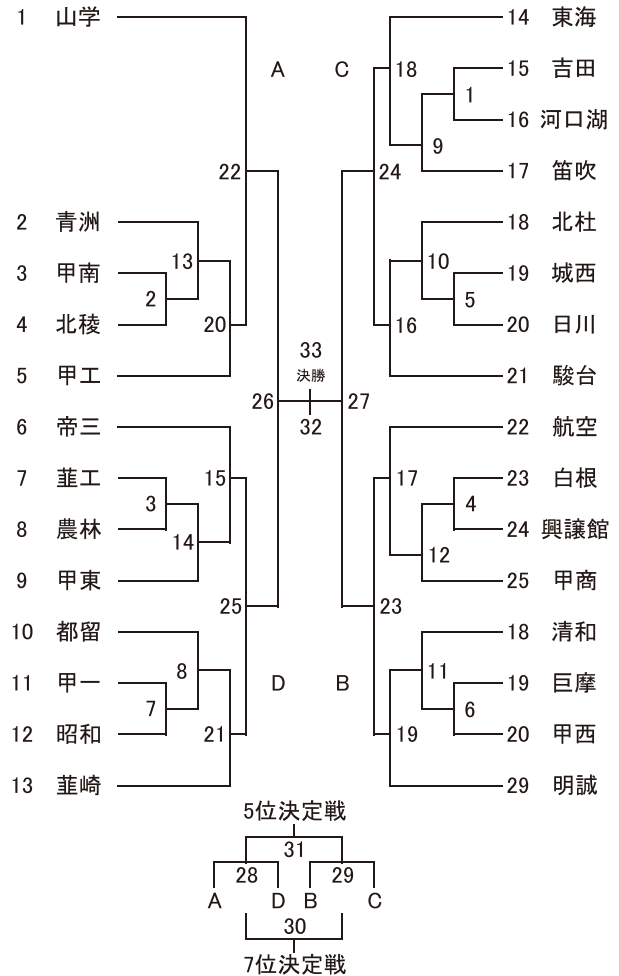 1 山学
A
22
2 青洲
13
3 甲南
2
4 北稜
20
5 甲工
26
6 帝三
15
7 韮工
3
8 農林
14
9 甲東
25
10 都留
8
11 甲一
D
7
12 昭和
21
13 韮崎
33
決勝
32
14 東海
C
18
15 吉田
1
16 河口湖
9
17 笛吹
24
18 北杜
10
19 城西
5
20 日川
16
21 駿台
27
22 航空
17
23 白根
4
24 興譲館
12
25 甲商
23
18 清和
11
19 巨摩
B
6
20 甲西
19
29 明誠
5位決定戦
31
28 29
A D B C
30
7位決定戦